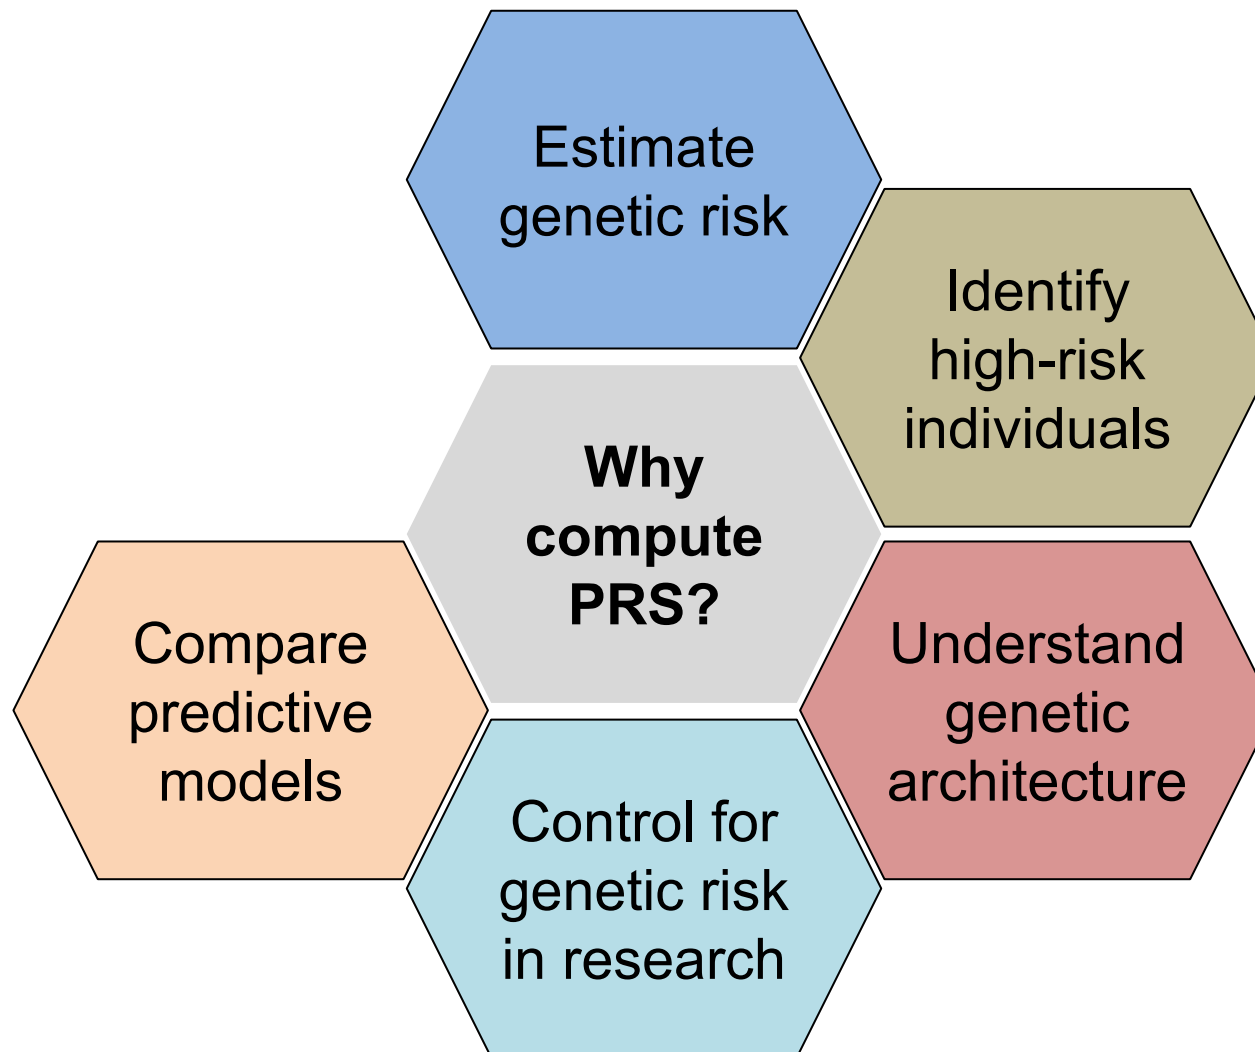 Estimate
genetic risk
Identify
high-risk
individuals
Why
compute
PRS?
Compare
predictive
models
Understand
genetic
architecture
Control for
genetic risk
in research